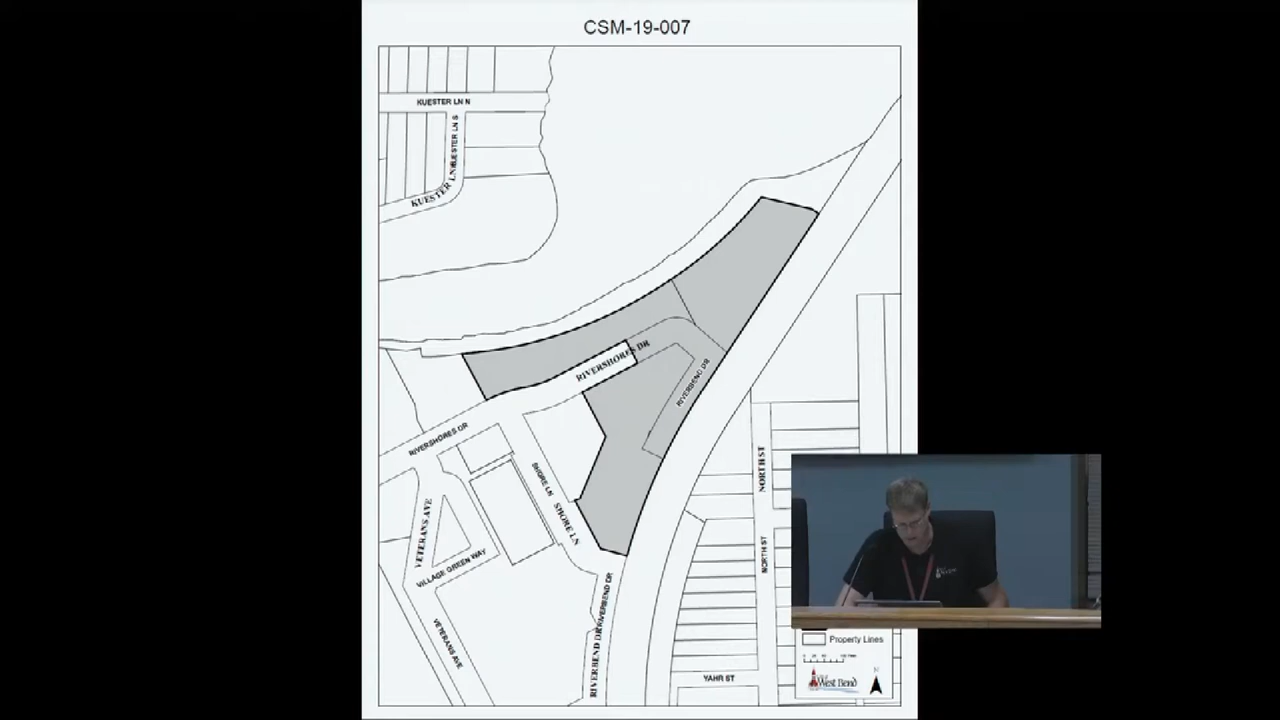 CSM-19-007
KUESTER LN N
KUESTER LN S
KUESTER LN
RIVERSHORES DR
RIVERBEND DR
RIVERSHORES DR
SHORE LN
SHORE LN
VETERANS AVE
VILLAGE GREEN WAY
VETERANS AVE
RIVERBEND DR
RIVERBEND DR
NORTH ST
NORTH ST
YAHR ST
Property Lines
West Bend
N